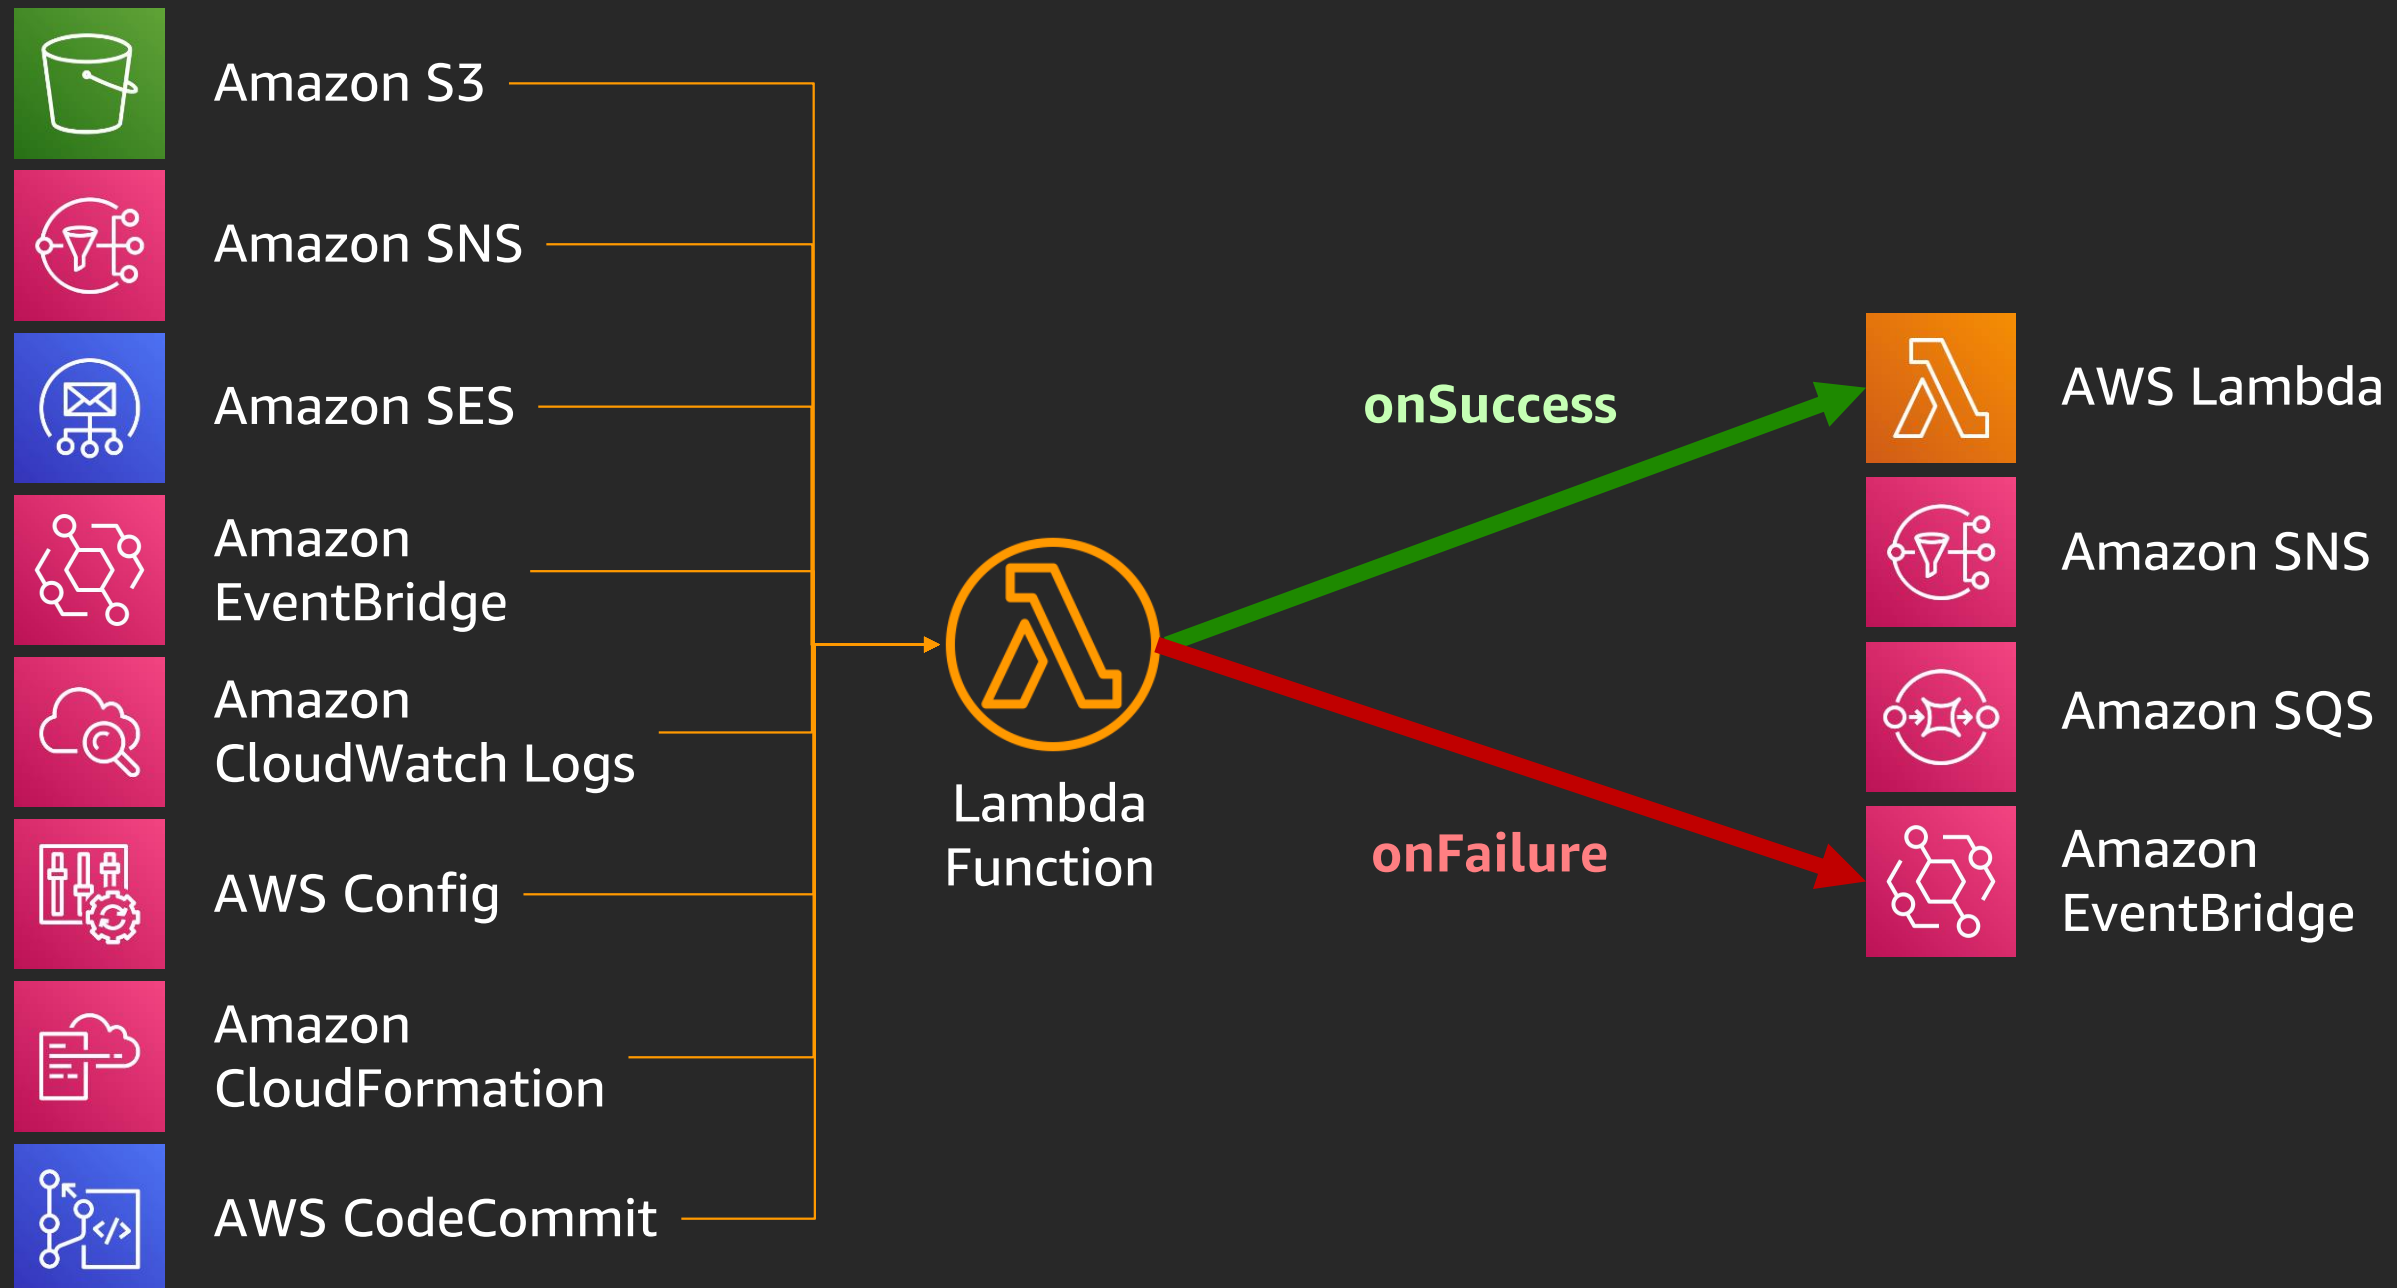 Amazon S3
Amazon SNS
Amazon SES
Amazon
EventBridge
Amazon
CloudWatch Logs
AWS Config
Amazon
CloudFormation
AWS CodeCommit
Lambda
Function
onSuccess
onFailure
AWS Lambda
Amazon SNS
Amazon SQS
Amazon
EventBridge